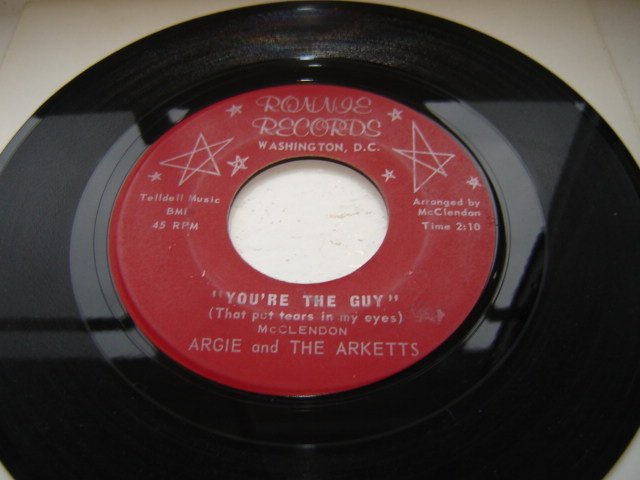 RONNIE
RECORDS
WASHINGTON, D.C.
Telldell Music
BMI
45 RPM
Arranged by
McClendon
Time 2:10
"YOU'RE THE GUY"
(That put tears in my eyes)
McCLENDON
ARGIE and THE ARKETTS